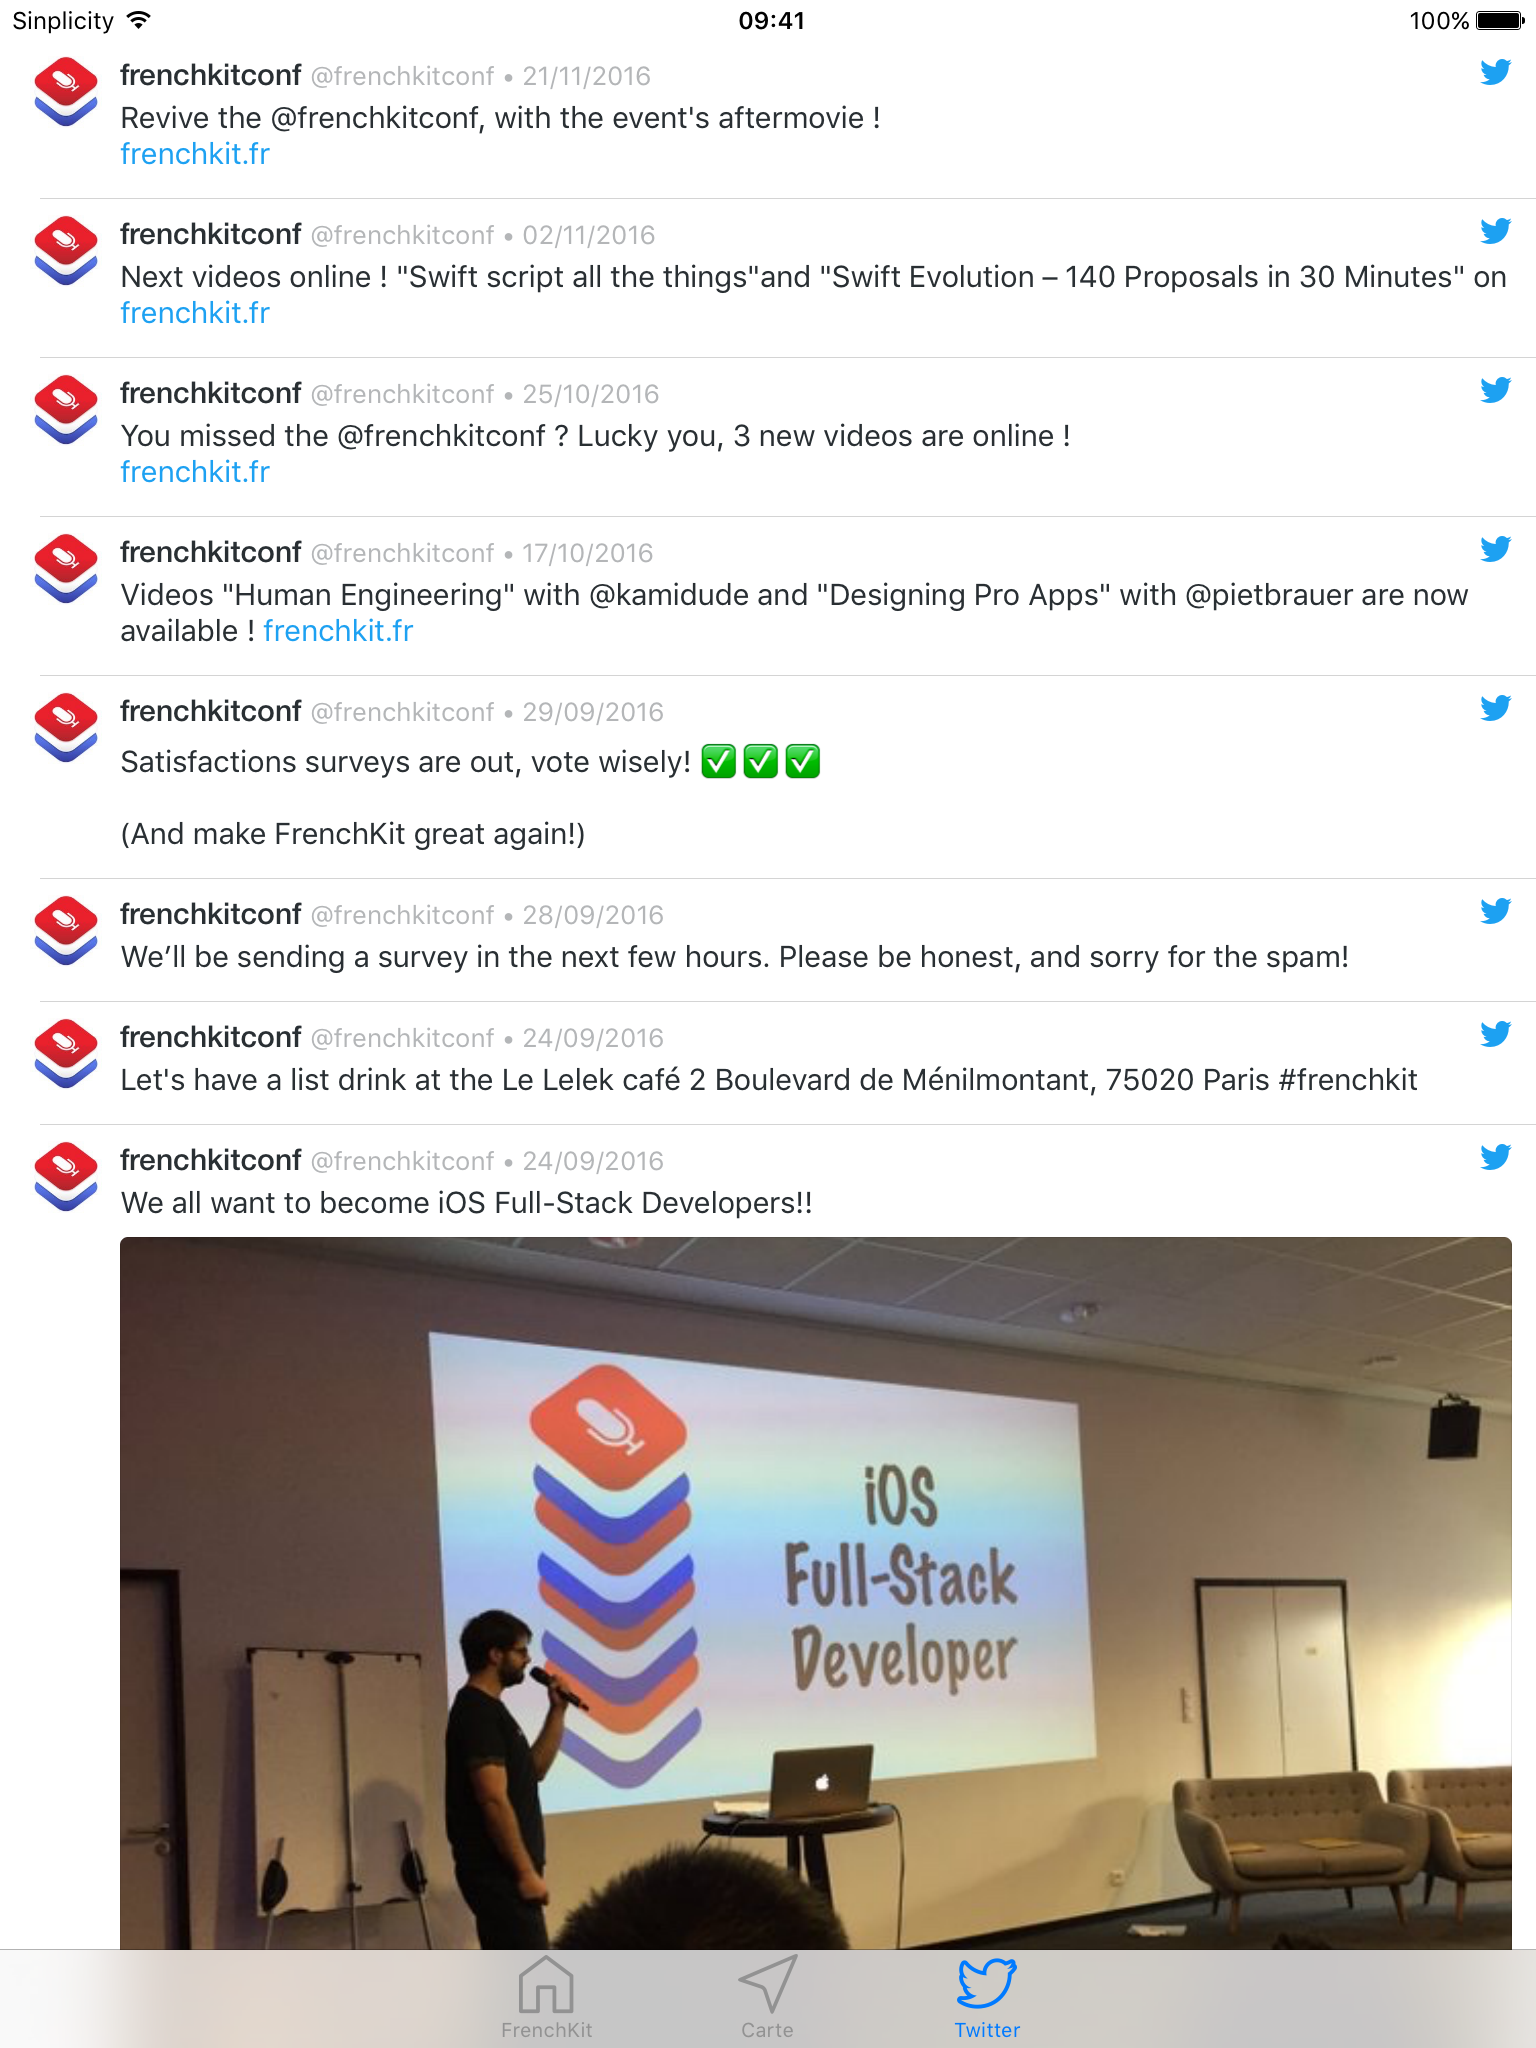 Sinplicity 09:41 100%
frenchkitconf @frenchkitconf • 21/11/2016
Revive the @frenchkitconf, with the event's aftermovie !
frenchkit.fr
frenchkitconf @frenchkitconf • 02/11/2016
Next videos online ! "Swift script all the things"and "Swift Evolution – 140 Proposals in 30 Minutes" on
frenchkit.fr
frenchkitconf @frenchkitconf • 25/10/2016
You missed the @frenchkitconf ? Lucky you, 3 new videos are online !
frenchkit.fr
frenchkitconf @frenchkitconf • 17/10/2016
Videos "Human Engineering" with @kamidude and "Designing Pro Apps" with @pietbrauer are now
available ! frenchkit.fr
frenchkitconf @frenchkitconf • 29/09/2016
Satisfactions surveys are out, vote wisely! ✅✅✅
(And make FrenchKit great again!)
frenchkitconf @frenchkitconf • 28/09/2016
We’ll be sending a survey in the next few hours. Please be honest, and sorry for the spam!
frenchkitconf @frenchkitconf • 24/09/2016
Let's have a list drink at the Le Lelek café 2 Boulevard de Ménilmontant, 75020 Paris #frenchkit
frenchkitconf @frenchkitconf • 24/09/2016
We all want to become iOS Full-Stack Developers!!
iOS
Full-Stack
Developer
FrenchKit Carte Twitter